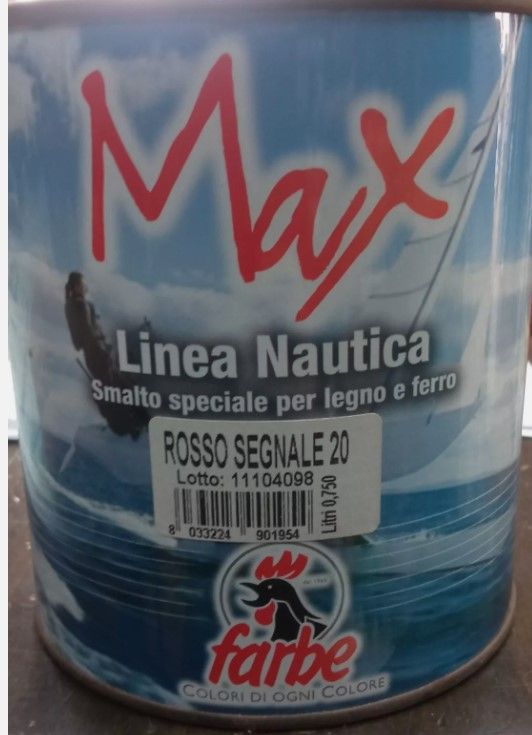 Max
Linea Nautica
Smalto speciale per legno e ferro
ROSSO SEGNALE 20
Lotto: 11104098
Litri 0,750
8 033224 901954
farbe
COLORI DI OGNI COLORE